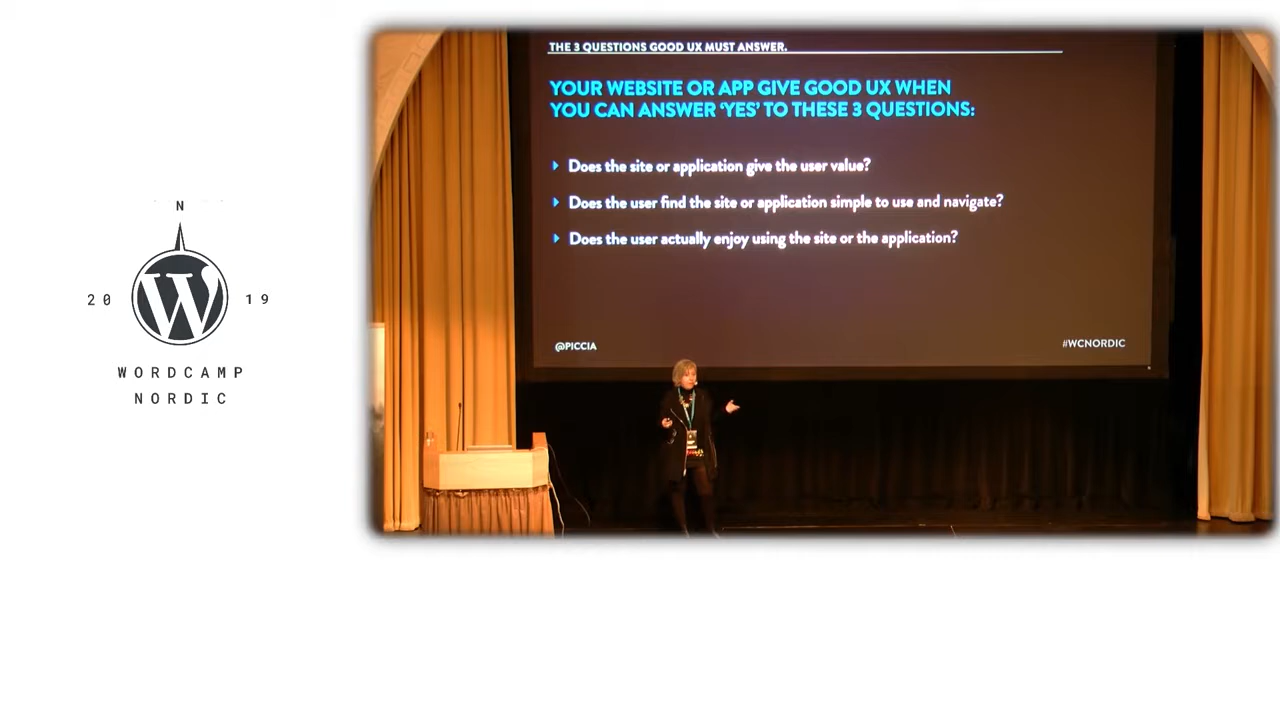 N
20 19
WORDCAMP
NORDIC
THE 3 QUESTIONS GOOD UX MUST ANSWER.
YOUR WEBSITE OR APP GIVE GOOD UX WHEN
YOU CAN ANSWER ‘YES’ TO THESE 3 QUESTIONS:
Does the site or application give the user value?
Does the user find the site or application simple to use and navigate?
Does the user actually enjoy using the site or the application?
@PICCIA #WCNORDIC